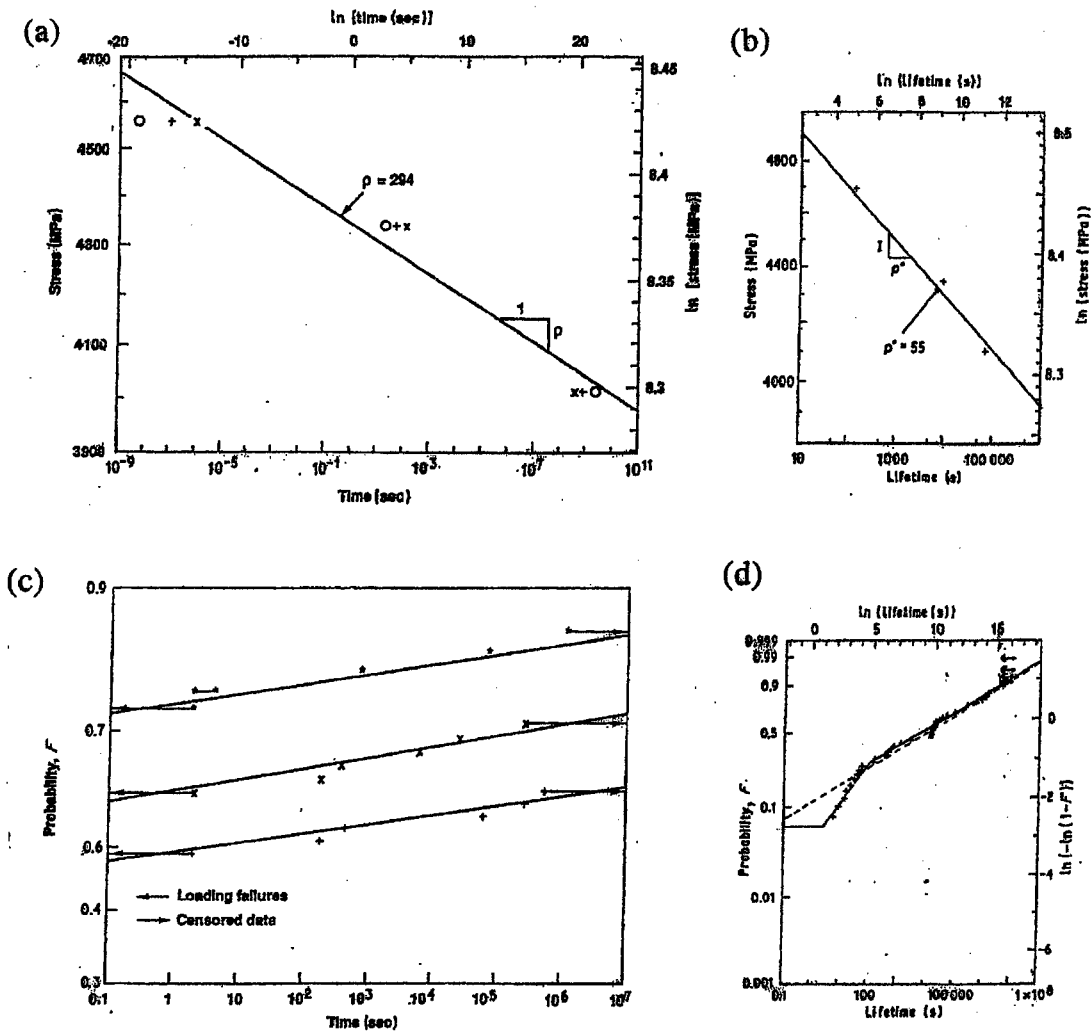 (a)
ln [time (sec)]
-20 -10 0 10 20
4700
4500
4300
4100
3900
Stress (MPa)
8.45
8.4
8.35
8.3
ln [stress (MPa)]
ρ = 294
1
ρ
10⁻⁹ 10⁻⁵ 10⁻¹ 10³ 10⁷ 10¹¹
Time (sec)
(b)
ln (lifetime (s))
4 6 8 10 12
4800
4400
4000
Stress (MPa)
8.5
8.4
8.3
ln (stress (MPa))
1
ρ*
ρ* = 55
10 1000 100 000
Lifetime (s)
(c)
0.9
0.7
0.6
0.4
0.3
Probability, F
Loading failures
Censored data
0.1 1 10 10² 10³ 10⁴ 10⁵ 10⁶ 10⁷
Time (sec)
(d)
ln (lifetime (s))
0 5 10 15
0.999
0.99
0.9
0.5
0.1
0.01
0.001
Probability, F
0
-2
-4
-6
ln (-ln (1-F))
0.1 100 100 000 1×10⁸
Lifetime (s)